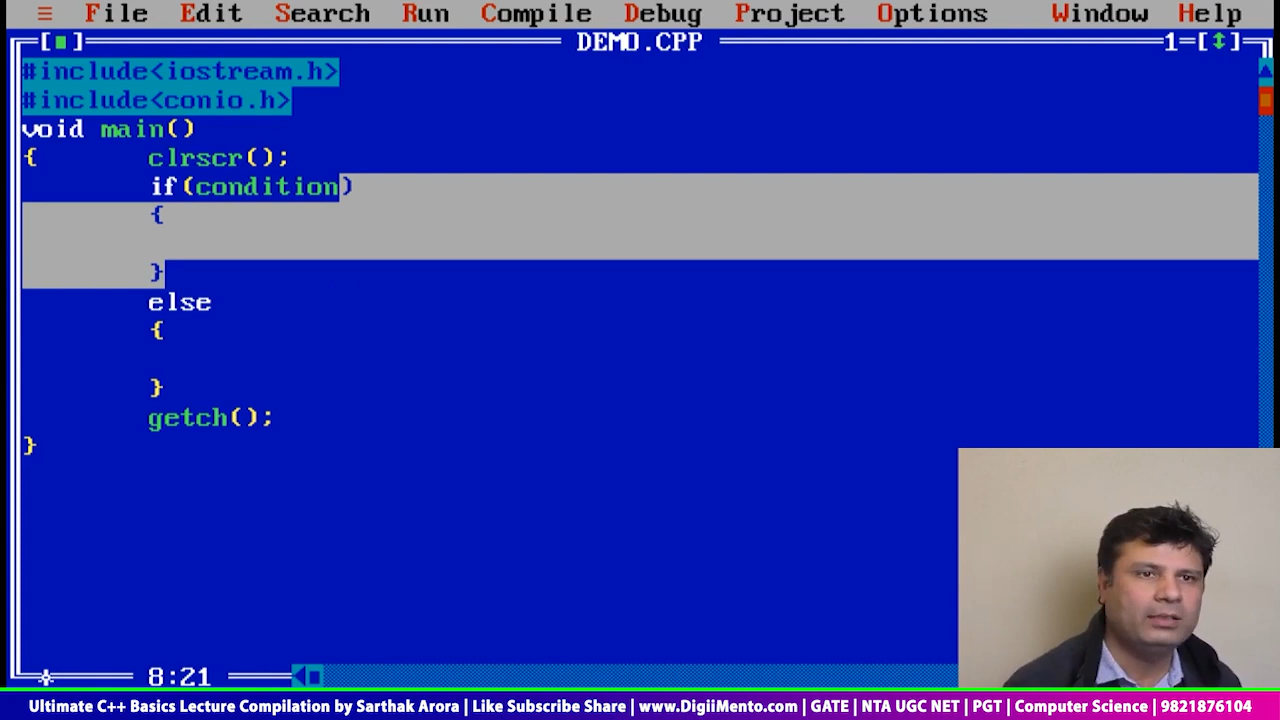 ≡ File Edit Search Run Compile Debug Project Options Window Help
[■] DEMO.CPP 1=[↕]
#include<iostream.h>
#include<conio.h>
void main()
{ clrscr();
if(condition)
{
}
else
{
}
getch();
}
8:21
Ultimate C++ Basics Lecture Compilation by Sarthak Arora | Like Subscribe Share | www.DigiiMento.com | GATE | NTA UGC NET | PGT | Computer Science | 9821876104